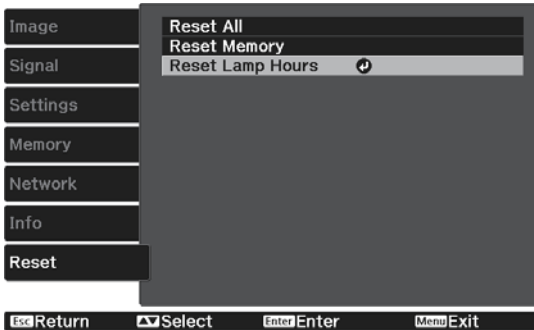 Image
Signal
Settings
Memory
Network
Info
Reset
Reset All
Reset Memory
Reset Lamp Hours
Esc Return Select Enter Enter Menu Exit